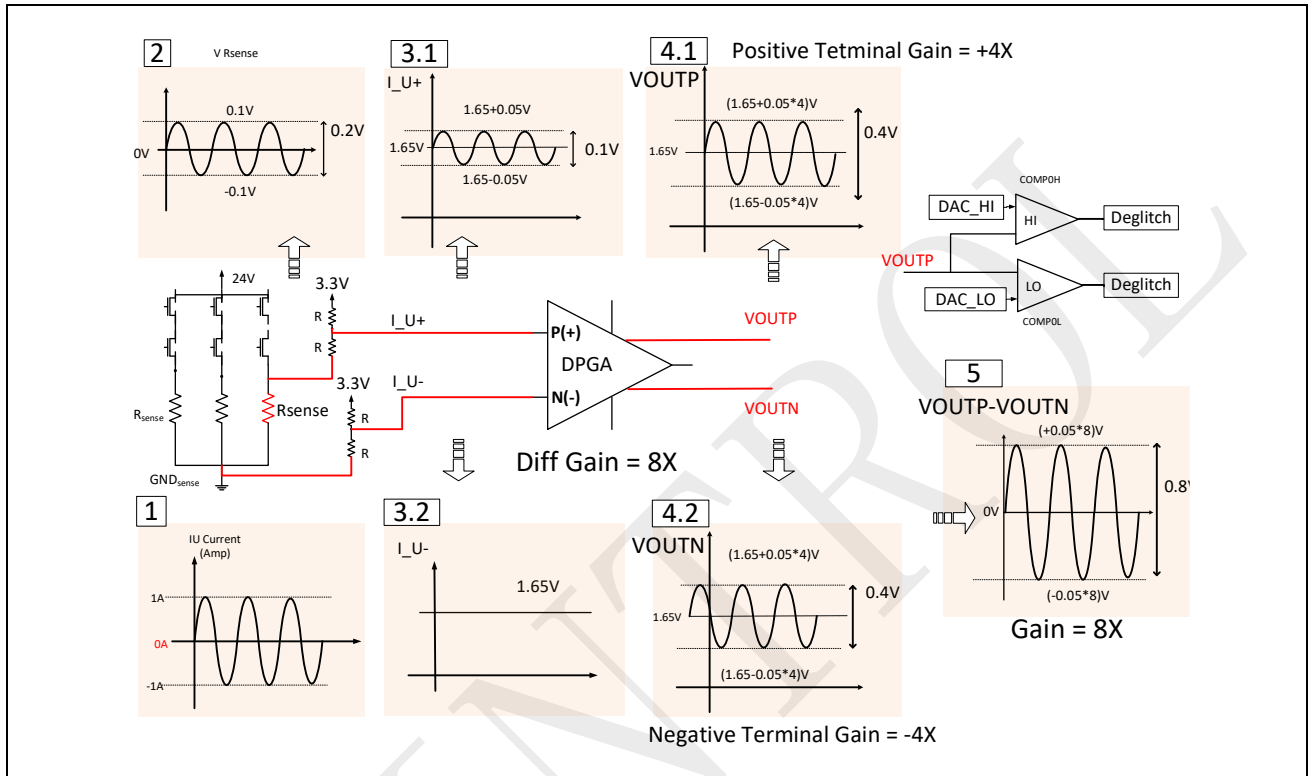 2
V Rsense
0.1V
0V
-0.1V
0.2V
3.1
I_U+
1.65+0.05V
1.65V
1.65-0.05V
0.1V
4.1
Positive Tetminal Gain = +4X
VOUTP
(1.65+0.05*4)V
1.65V
(1.65-0.05*4)V
0.4V
COMP0H
DAC_HI
HI
Deglitch
VOUTP
LO
DAC_LO
Deglitch
COMP0L
24V
3.3V
R
R
I_U+
3.3V
I_U-
R
R
Rsense
Rsense
GNDsense
P(+)
DPGA
N(-)
VOUTP
VOUTN
Diff Gain = 8X
1
IU Current
(Amp)
1A
0A
-1A
3.2
I_U-
1.65V
4.2
VOUTN
(1.65+0.05*4)V
1.65V
0.4V
(1.65-0.05*4)V
Negative Terminal Gain = -4X
5
VOUTP-VOUTN
(+0.05*8)V
0V
0.8
(-0.05*8)V
Gain = 8X
NTROL